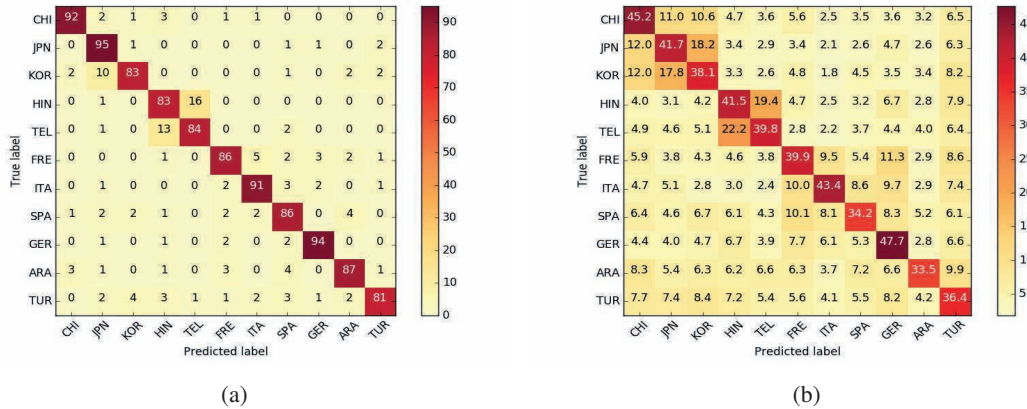 CHI 92 2 1 3 0 1 1 0 0 0 0
JPN 0 95 1 0 0 0 0 1 1 0 2
KOR 2 10 83 0 0 0 0 1 0 2 2
HIN 0 1 0 83 16 0 0 0 0 0 0
TEL 0 1 0 13 84 0 0 2 0 0 0
FRE 0 0 0 1 0 86 5 2 3 2 1
ITA 0 1 0 0 0 2 91 3 2 0 1
SPA 1 2 2 1 0 2 2 86 0 4 0
GER 0 1 0 1 0 2 0 2 94 0 0
ARA 3 1 0 1 0 3 0 4 0 87 1
TUR 0 2 4 3 1 1 2 3 1 2 81
True label
CHI JPN KOR HIN TEL FRE ITA SPA GER ARA TUR
Predicted label
90
80
70
60
50
40
30
20
10
0
(a)
CHI 45.2 11.0 10.6 4.7 3.6 5.6 4.1 3.6 4.2 3.2 6.5
JPN 12.0 41.7 18.2 3.4 2.9 3.4 2.1 2.6 4.7 2.6 6.3
KOR 12.0 17.8 38.1 3.3 2.6 4.8 1.8 4.5 3.5 3.4 8.2
HIN 4.0 3.1 4.2 41.5 19.4 4.7 2.5 3.2 6.7 2.8 7.9
TEL 4.9 4.6 5.1 22.2 39.8 2.8 2.2 3.7 4.4 4.0 6.4
FRE 5.9 3.8 4.3 4.6 3.8 39.9 9.5 5.4 11.3 2.9 8.6
ITA 4.7 5.1 2.8 3.0 2.4 10.0 43.4 8.6 9.7 2.9 7.4
SPA 6.4 4.6 6.7 6.1 4.3 10.1 8.1 34.2 8.3 5.2 6.1
GER 4.4 4.0 4.7 6.7 3.9 7.7 6.1 5.3 47.7 2.8 6.6
ARA 8.3 5.4 6.3 6.2 6.6 6.3 3.7 7.2 6.6 33.5 9.9
TUR 7.7 7.4 8.4 7.2 5.4 5.6 4.1 5.5 8.2 4.2 36.4
True label
CHI JPN KOR HIN TEL FRE ITA SPA GER ARA TUR
Predicted label
5
(b)